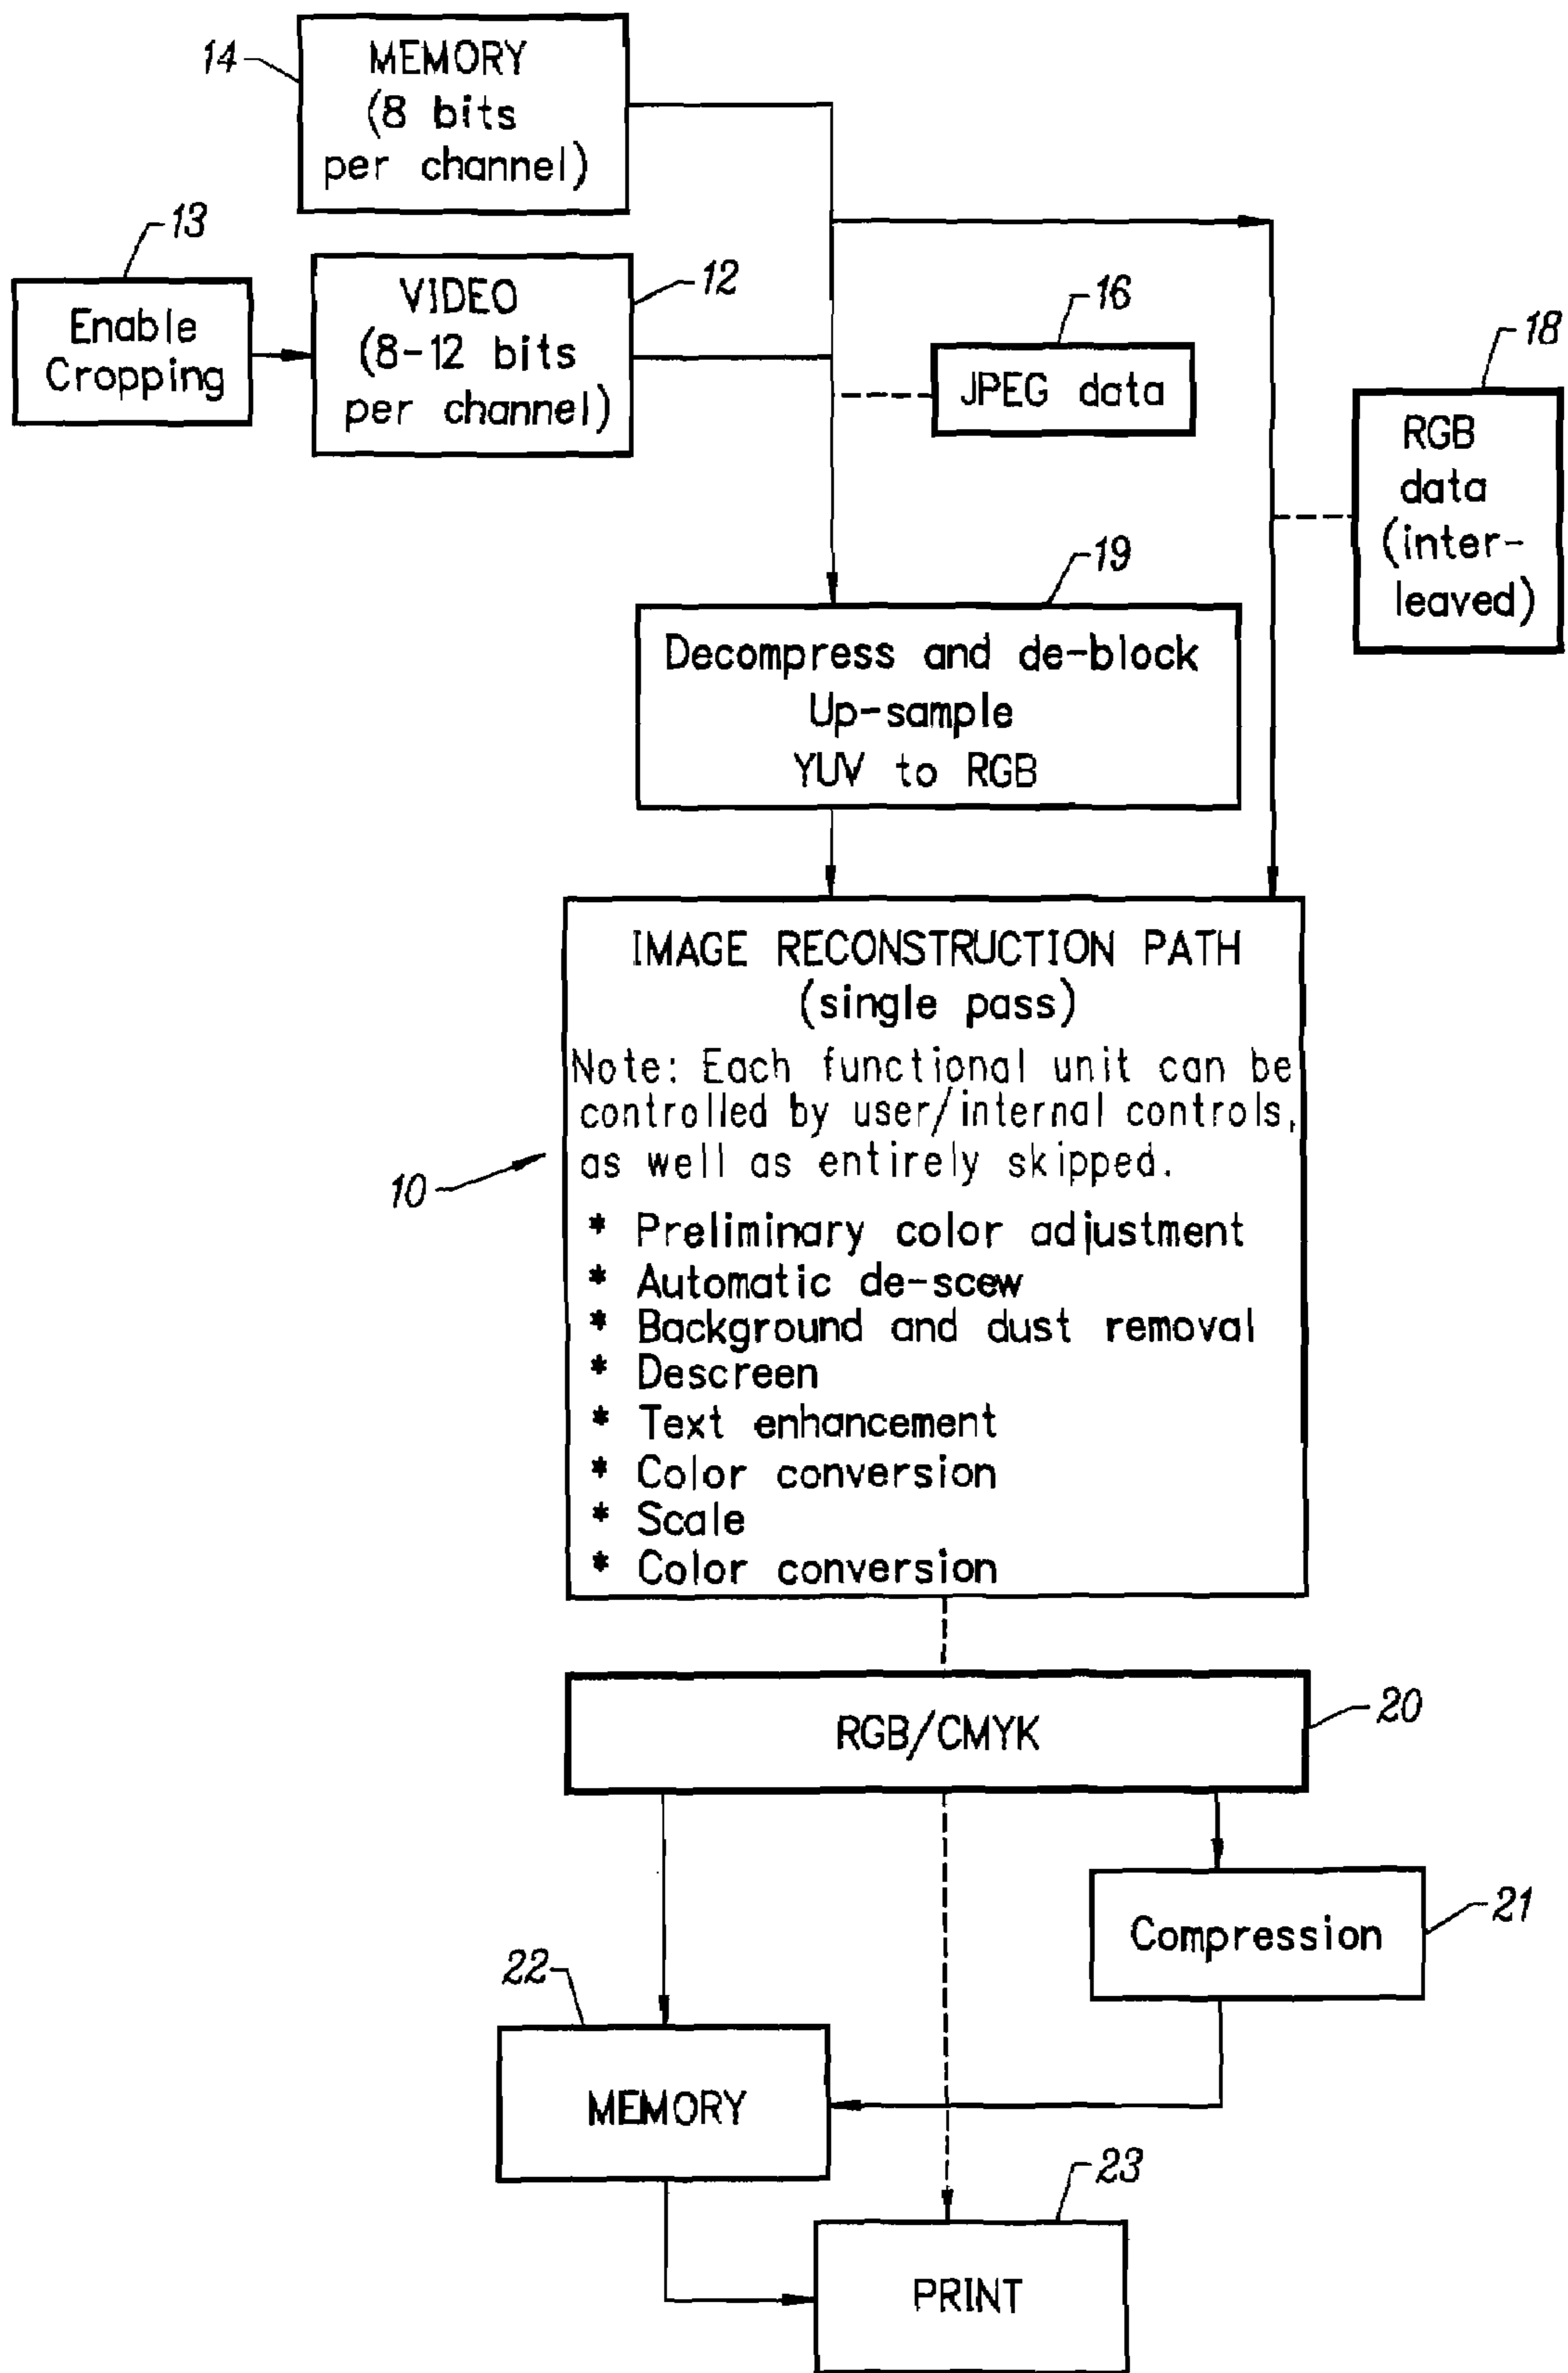 14
MEMORY
(8 bits
per channel)
13
Enable
Cropping
12
VIDEO
(8-12 bits
per channel)
16
JPEG data
18
RGB
data
(inter-
leaved)
19
Decompress and de-block
Up-sample
YUV to RGB
10
IMAGE RECONSTRUCTION PATH
(single pass)
Note: Each functional unit can be
controlled by user/internal controls,
as well as entirely skipped.
* Preliminary color adjustment
* Automatic de-scew
* Background and dust removal
* Descreen
* Text enhancement
* Color conversion
* Scale
* Color conversion
20
RGB/CMYK
21
Compression
22
MEMORY
23
PRINT